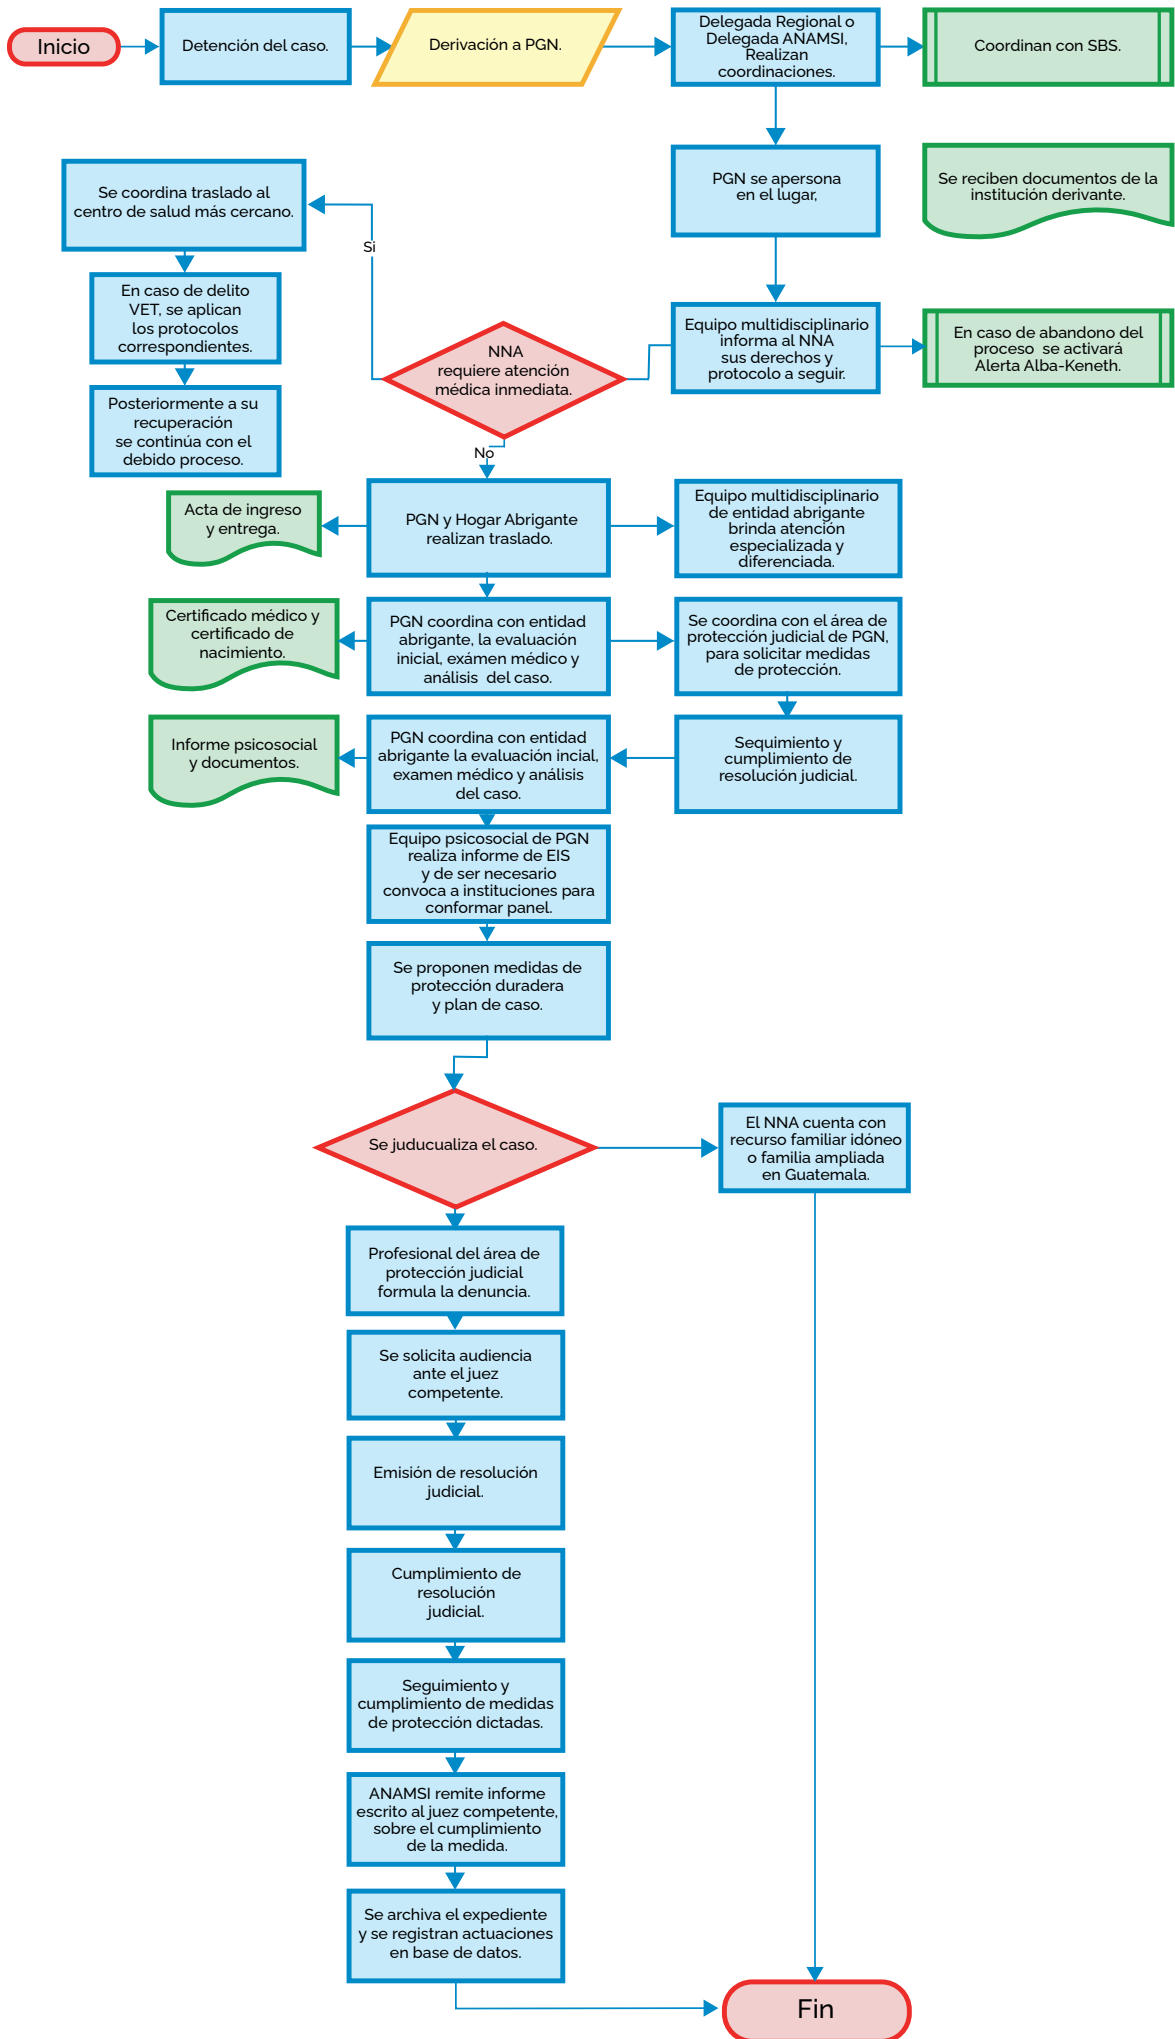 Inicio
Detención del caso.
Derivación a PGN.
Delegada Regional o
Delegada ANAMSI,
Realizan
coordinaciones.
Coordinan con SBS.
PGN se apersona
en el lugar,
Se reciben documentos de la
institución derivante.
Se coordina traslado al
centro de salud más cercano.
Si
En caso de delito
VET, se aplican
los protocolos
correspondientes.
Posteriormente a su
recuperación
se continúa con el
debido proceso.
NNA
requiere atención
médica inmediata.
Equipo multidisciplinario
informa al NNA
sus derechos y
protocolo a seguir.
En caso de abandono del
proceso se activará
Alerta Alba-Keneth.
No
Acta de ingreso
y entrega.
PGN y Hogar Abrigante
realizan traslado.
Equipo multidisciplinario
de entidad abrigante
brinda atención
especializada y
diferenciada.
Certificado médico y
certificado de
nacimiento.
PGN coordina con entidad
abrigante, la evaluación
inicial, exámen médico y
análisis del caso.
Se coordina con el área de
protección judicial de PGN,
para solicitar medidas
de protección.
Informe psicosocial
y documentos.
PGN coordina con entidad
abrigante la evaluación incial,
examen médico y análisis
del caso.
Sequimiento y
cumplimiento de
resolución judicial.
Equipo psicosocial de PGN
realiza informe de EIS
y de ser necesario
convoca a instituciones para
conformar panel.
Se proponen medidas de
protección duradera
y plan de caso.
Se juducualiza el caso.
El NNA cuenta con
recurso familiar idóneo
o familia ampliada
en Guatemala.
Profesional del área de
protección judicial
formula la denuncia.
Se solicita audiencia
ante el juez
competente.
Emisión de resolución
judicial.
Cumplimiento de
resolución
judicial.
Seguimiento y
cumplimiento de medidas
de protección dictadas.
ANAMSI remite informe
escrito al juez competente,
sobre el cumplimiento
de la medida.
Se archiva el expediente
y se registran actuaciones
en base de datos.
Fin